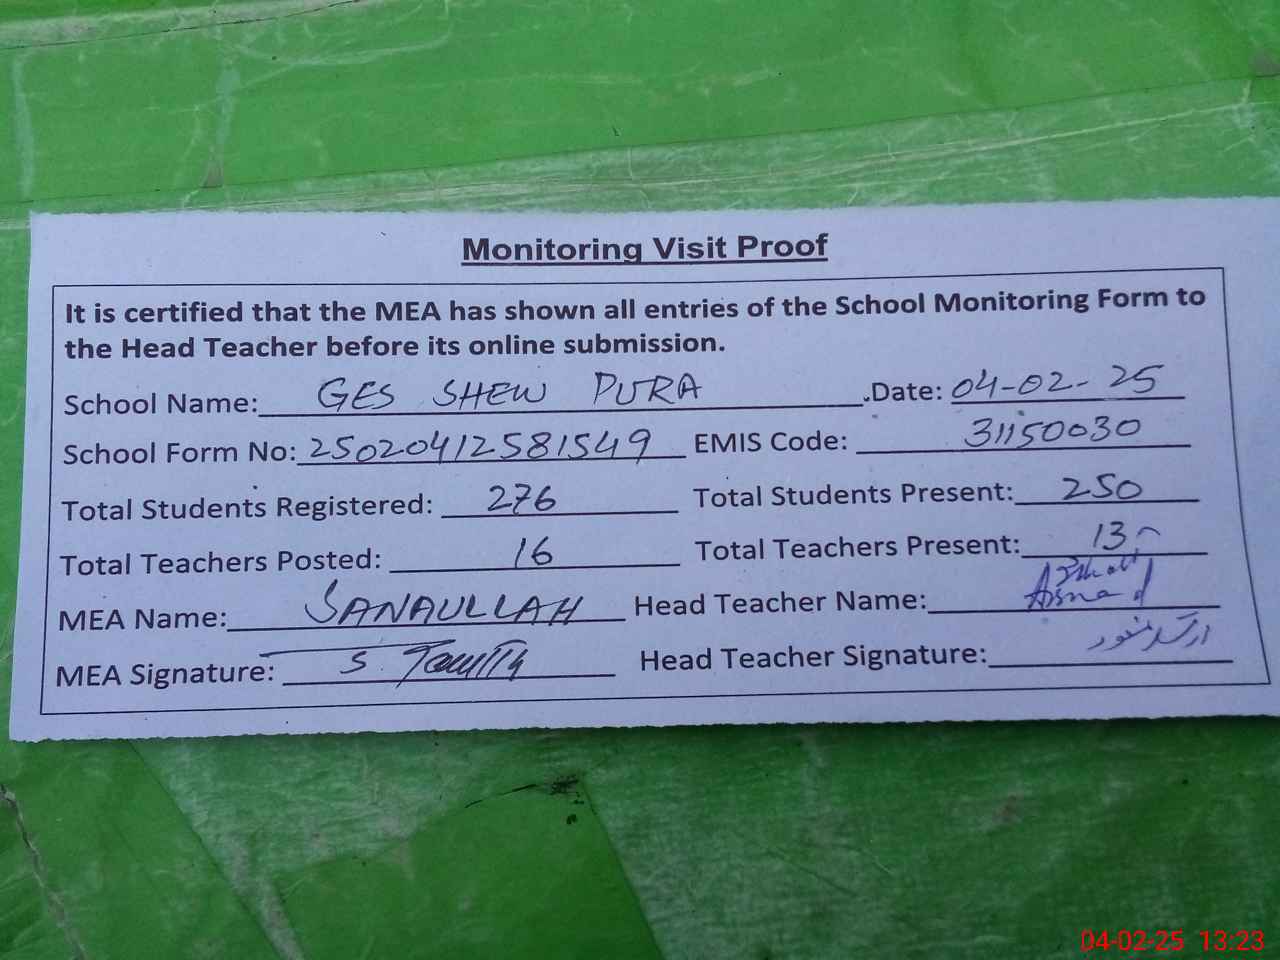 Monitoring Visit Proof
It is certified that the MEA has shown all entries of the School Monitoring Form to
the Head Teacher before its online submission.
School Name: GES SHEW PURA .Date: 04-02-25
School Form No: 25020412581549 EMIS Code: 31150030
Total Students Registered: 276 Total Students Present: 250
Total Teachers Posted: 16 Total Teachers Present: 13
MEA Name: SANAULLAH Head Teacher Name:
MEA Signature: S. Head Teacher Signature:
04-02-25 13:23